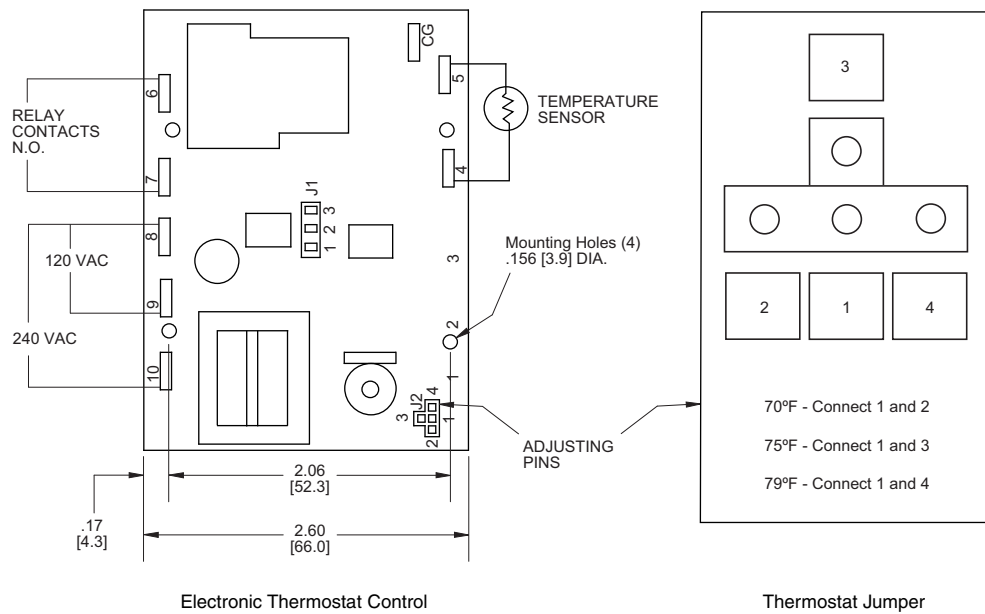 CG
6
5
RELAY
CONTACTS
N.O.
TEMPERATURE
SENSOR
7
4
J1
3
2
1
8
120 VAC
9
240 VAC
10
3
2
1
Mounting Holes (4)
.156 [3.9] DIA.
J2
4
3
1
2
ADJUSTING
PINS
2.06
[52.3]
.17
[4.3]
2.60
[66.0]
Electronic Thermostat Control
3
2
1
4
70ºF - Connect 1 and 2
75ºF - Connect 1 and 3
79ºF - Connect 1 and 4
Thermostat Jumper